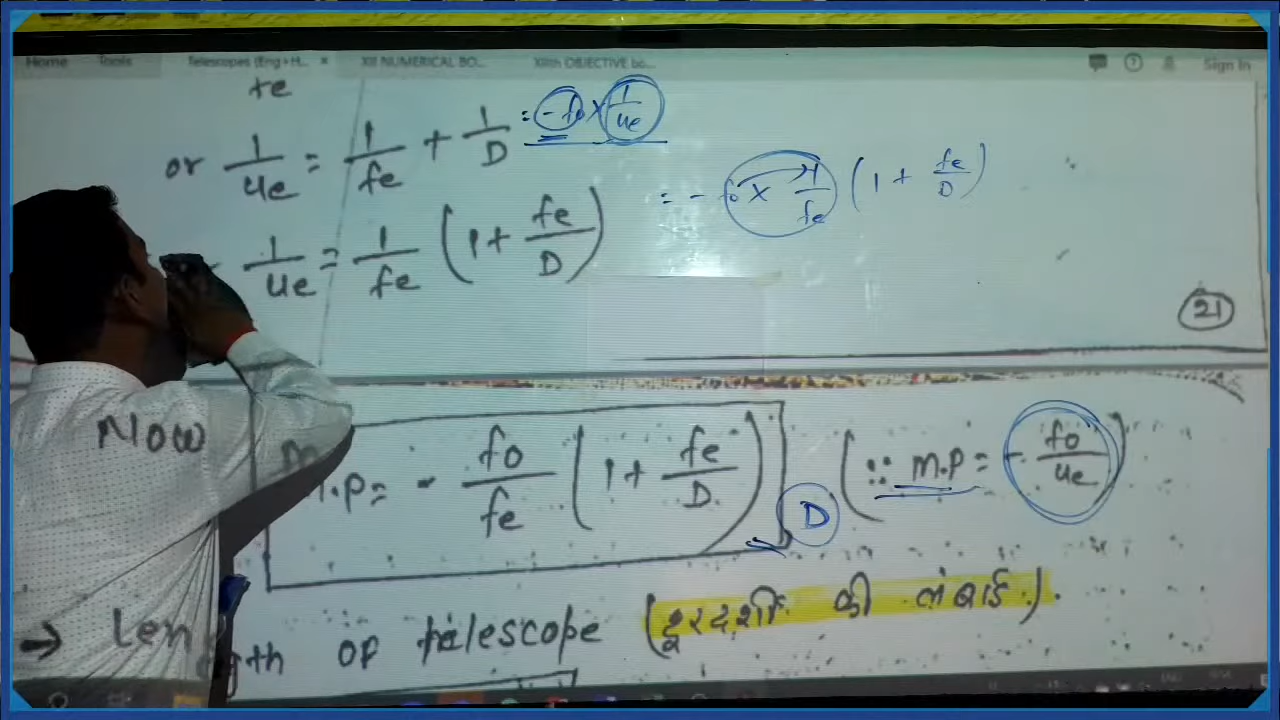 Home Tools Telescopes (Eng+H... × XII NUMERICAL BO... XIIth OBJECTIVE bo... Sign In
fe
or 1/ue = 1/fe + 1/D = - fo × 1/ue
= - fo × 1/fe (1 + fe/D)
1/ue = 1/fe (1 + fe/D)
21
Now
M.P = - fo/fe (1 + fe/D) D (∵ M.P = - fo/ue)
→ Length of telescope (दूरदर्शी की लंबाई).